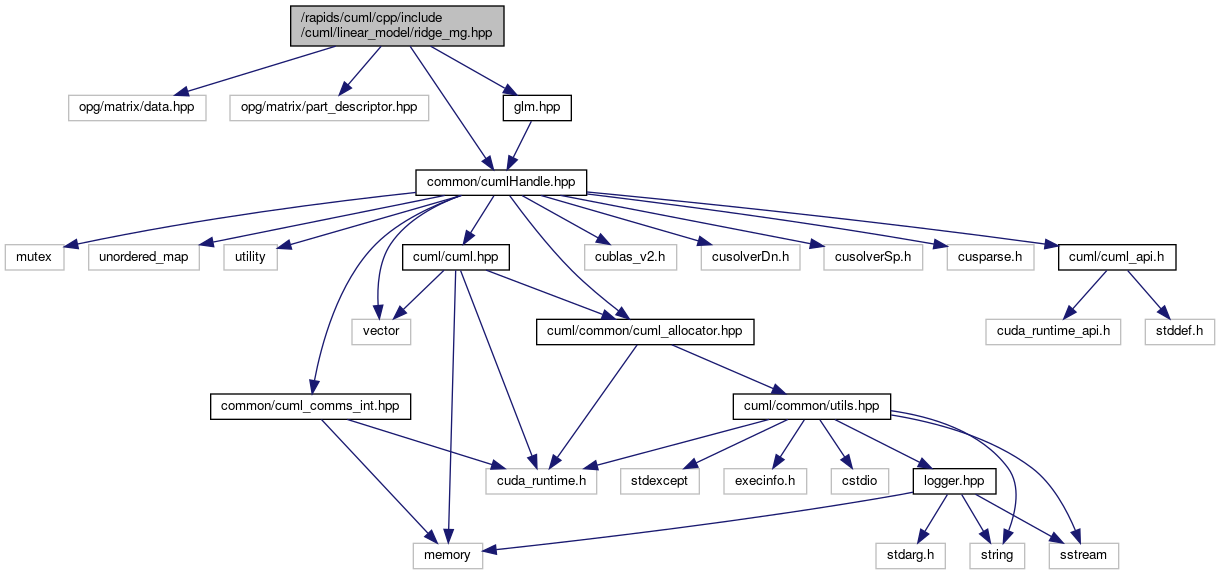 /rapids/cuml/cpp/include
/cuml/linear_model/ridge_mg.hpp
opg/matrix/data.hpp
opg/matrix/part_descriptor.hpp
glm.hpp
common/cumlHandle.hpp
mutex
unordered_map
utility
cuml/cuml.hpp
cublas_v2.h
cusolverDn.h
cusolverSp.h
cusparse.h
cuml/cuml_api.h
vector
cuml/common/cuml_allocator.hpp
cuda_runtime_api.h
stddef.h
common/cuml_comms_int.hpp
cuml/common/utils.hpp
cuda_runtime.h
stdexcept
execinfo.h
cstdio
logger.hpp
memory
stdarg.h
string
sstream